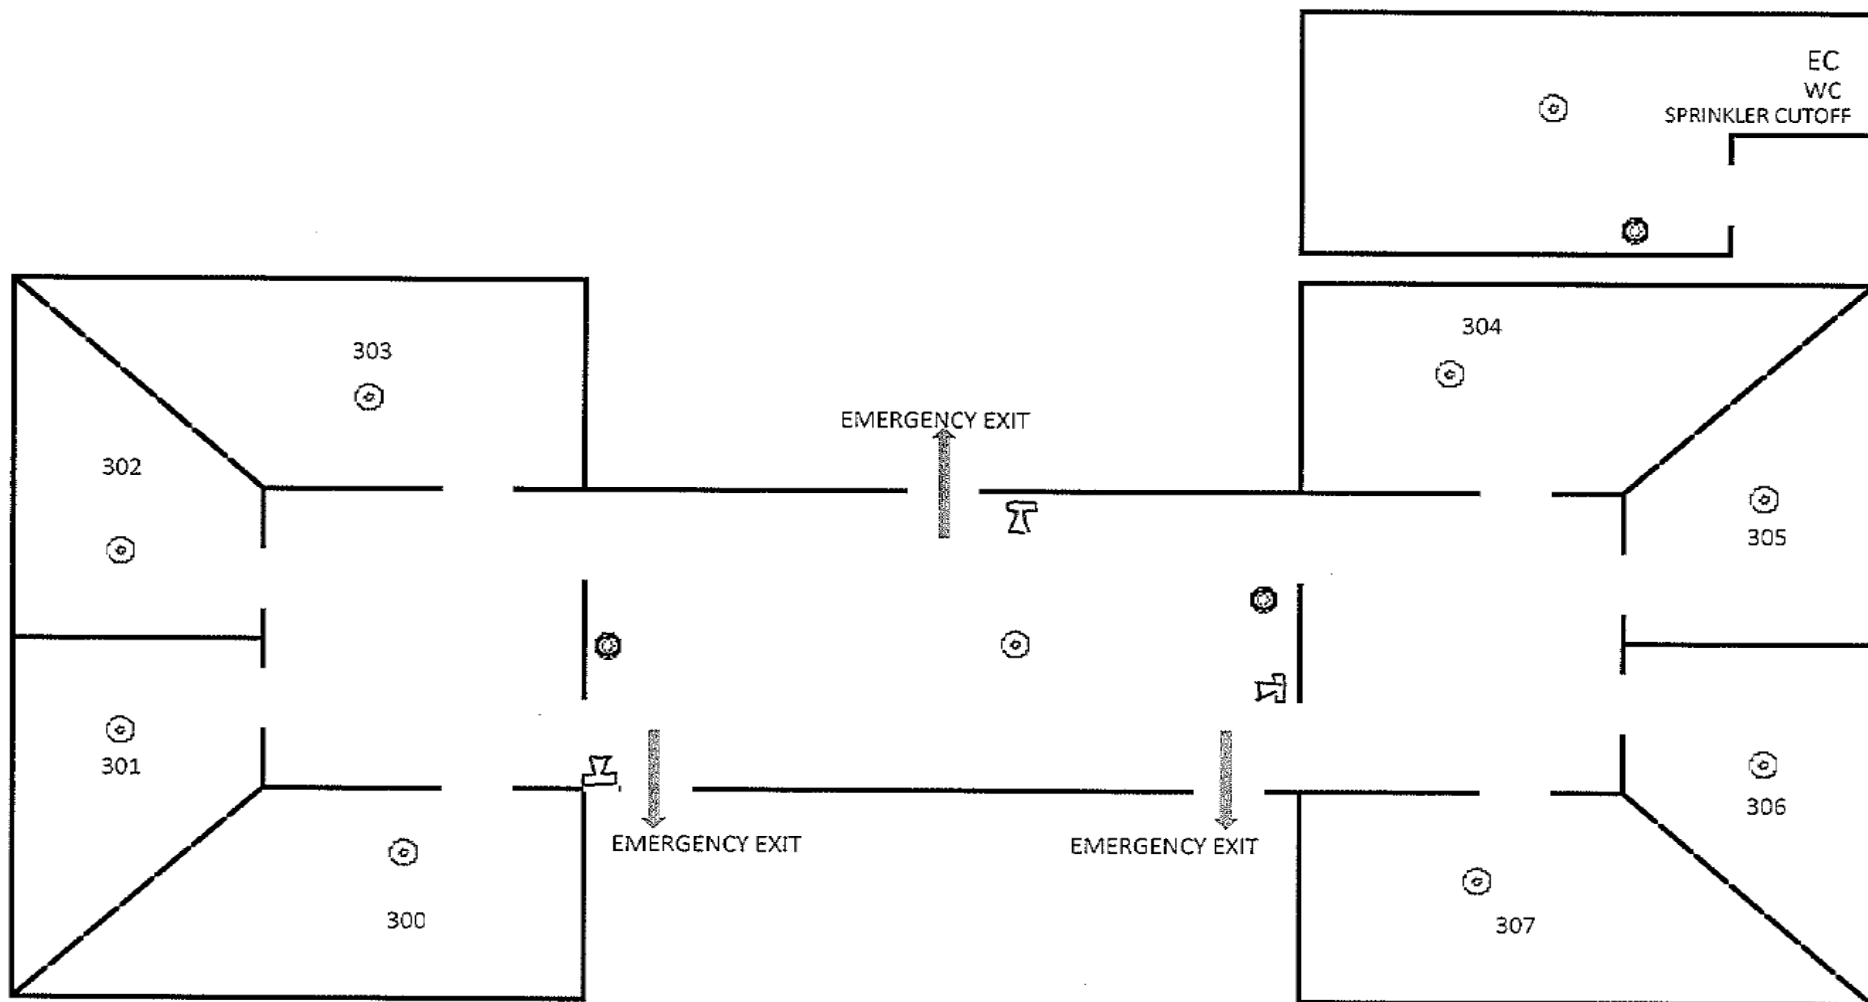 EC
WC
SPRINKLER CUTOFF
303
304
EMERGENCY EXIT
302
305
301
306
EMERGENCY EXIT
EMERGENCY EXIT
300
307